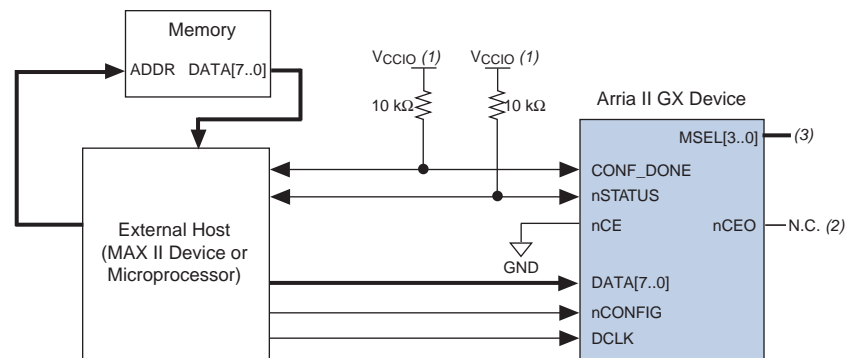 Memory
ADDR DATA[7..0]
VCCIO (1) VCCIO (1)
10 kΩ 10 kΩ
Arria II GX Device
MSEL[3..0] (3)
CONF_DONE
nSTATUS
nCE nCEO N.C. (2)
GND
External Host
(MAX II Device or
Microprocessor)
DATA[7..0]
nCONFIG
DCLK